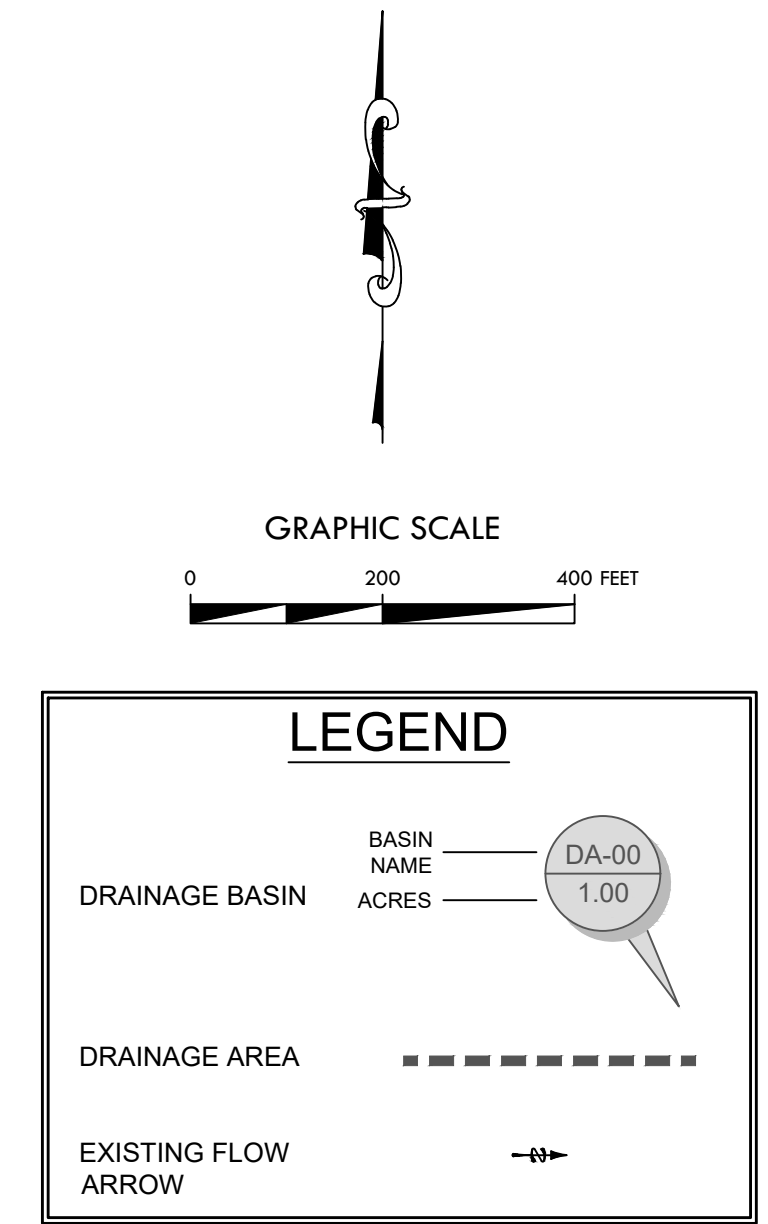 GRAPHIC SCALE
0 200 400 FEET
LEGEND
DRAINAGE BASIN
BASIN
NAME
ACRES
DA-00
1.00
DRAINAGE AREA
EXISTING FLOW
ARROW